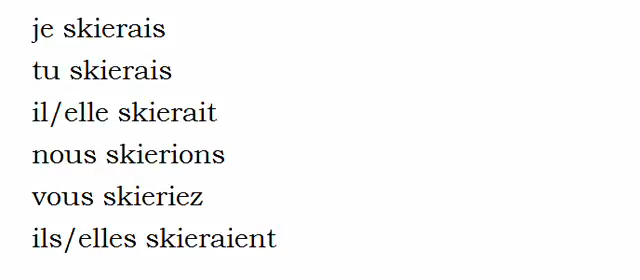 je skierais
tu skierais
il/elle skierait
nous skierions
vous skieriez
ils/elles skieraient